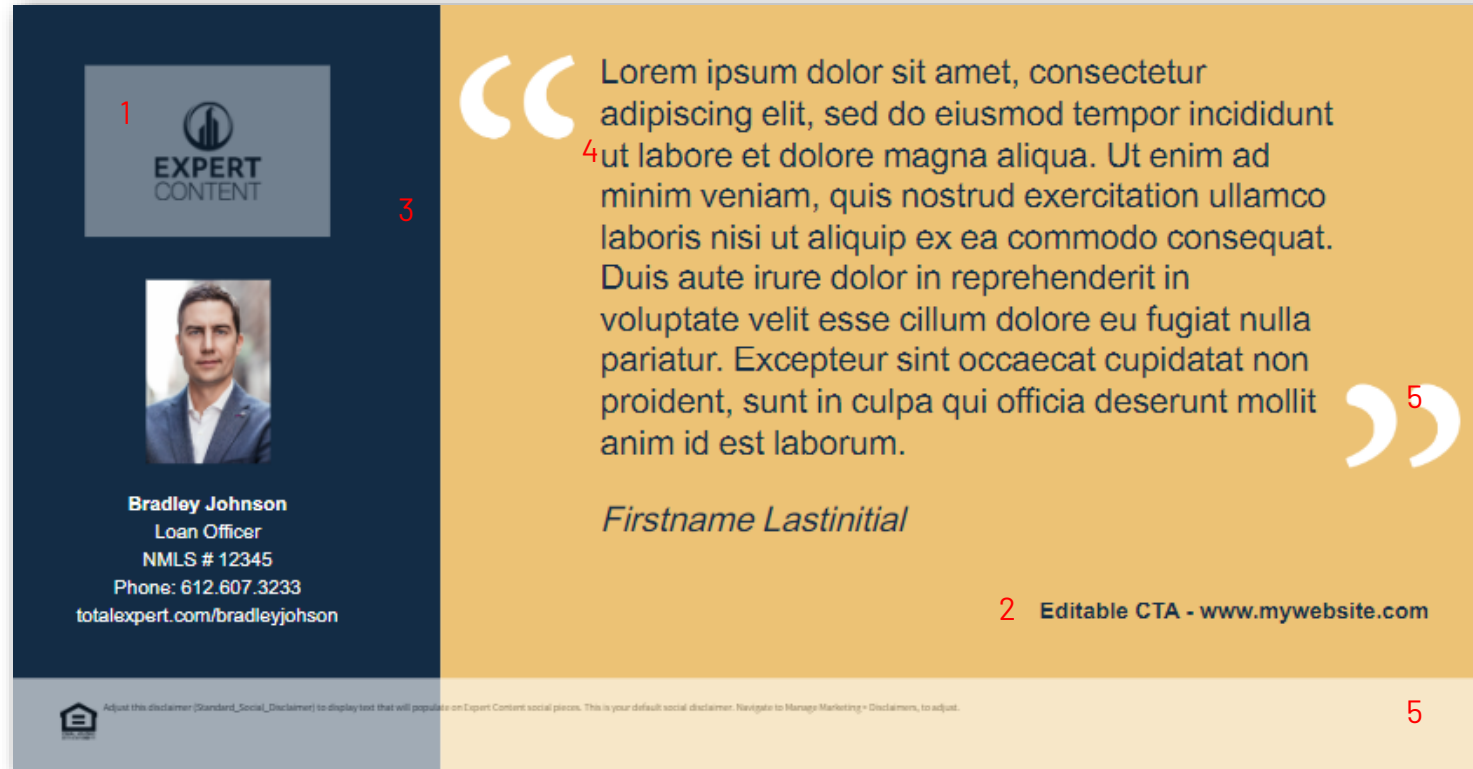 1
EXPERT
CONTENT
3
Bradley Johnson
Loan Officer
NMLS # 12345
Phone: 612.607.3233
totalexpert.com/bradleyjohson
Lorem ipsum dolor sit amet, consectetur
adipiscing elit, sed do eiusmod tempor incididunt
4 ut labore et dolore magna aliqua. Ut enim ad
minim veniam, quis nostrud exercitation ullamco
laboris nisi ut aliquip ex ea commodo consequat.
Duis aute irure dolor in reprehenderit in
voluptate velit esse cillum dolore eu fugiat nulla
pariatur. Excepteur sint occaecat cupidatat non
proident, sunt in culpa qui officia deserunt mollit
anim id est laborum.
5
Firstname Lastinitial
2 Editable CTA - www.mywebsite.com
Adjust this disclaimer (Standard_Social_Disclaimer) to display text that will populate on Expert Content social pieces. This is your default social disclaimer. Navigate to Manage Marketing > Disclaimers, to adjust.
5